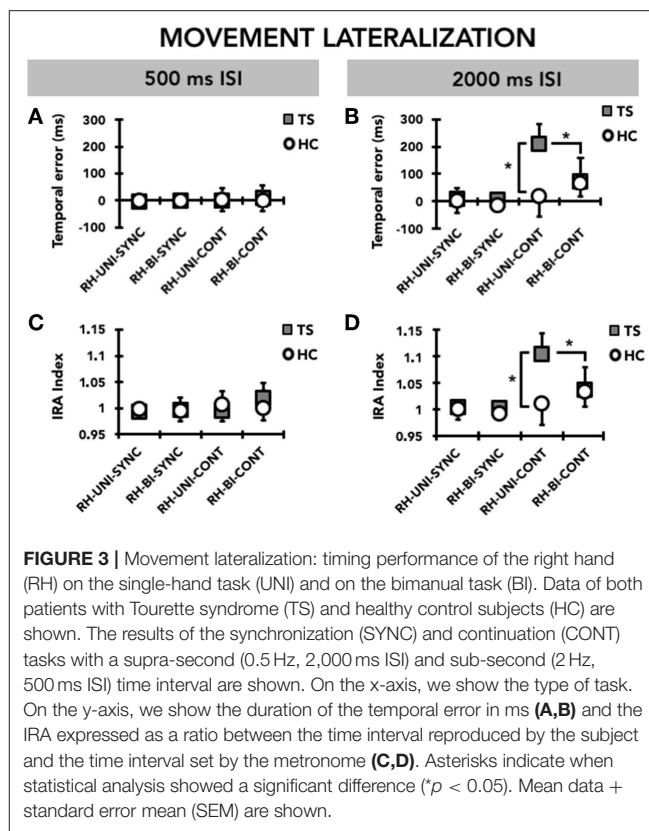 MOVEMENT LATERALIZATION
500 ms ISI
2000 ms ISI
A
Temporal error (ms)
300
200
100
0
-100
TS
HC
RH-UNI-SYNC
RH-BI-SYNC
RH-UNI-CONT
RH-BI-CONT
B
Temporal error (ms)
300
200
100
0
-100
*
*
TS
HC
RH-UNI-SYNC
RH-BI-SYNC
RH-UNI-CONT
RH-BI-CONT
C
IRA Index
1.15
1.1
1.05
1
0.95
TS
HC
RH-UNI-SYNC
RH-BI-SYNC
RH-UNI-CONT
RH-BI-CONT
D
IRA Index
1.15
1.1
1.05
1
0.95
*
*
TS
HC
RH-UNI-SYNC
RH-BI-SYNC
RH-UNI-CONT
RH-BI-CONT
FIGURE 3 | Movement lateralization: timing performance of the right hand
(RH) on the single-hand task (UNI) and on the bimanual task (BI). Data of both
patients with Tourette syndrome (TS) and healthy control subjects (HC) are
shown. The results of the synchronization (SYNC) and continuation (CONT)
tasks with a supra-second (0.5 Hz, 2,000 ms ISI) and sub-second (2 Hz,
500 ms ISI) time interval are shown. On the x-axis, we show the type of task.
On the y-axis, we show the duration of the temporal error in ms (A,B) and the
IRA expressed as a ratio between the time interval reproduced by the subject
and the time interval set by the metronome (C,D). Asterisks indicate when
statistical analysis showed a significant difference (*p < 0.05). Mean data +
standard error mean (SEM) are shown.